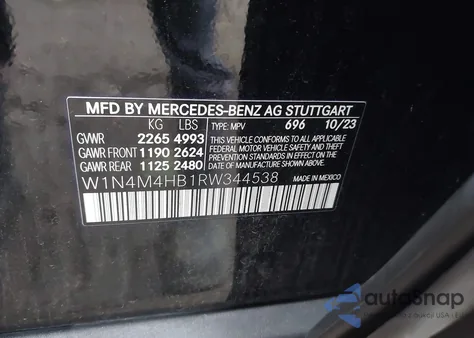 MFD BY MERCEDES-BENZ AG STUTTGART
KG LBS TYPE: MPV 696 10/23
GVWR 2265 4993
GAWR FRONT 1190 2624
GAWR REAR 1125 2480
THIS VEHICLE CONFORMS TO ALL APPLICABLE
FEDERAL MOTOR VEHICLE SAFETY AND
THEFT PREVENTION STANDARDS IN EFFECT ON
THE DATE OF MANUFACTURE SHOWN ABOVE.
W1N4M4HB1RW344538 MADE IN MEXICO
autoSnap